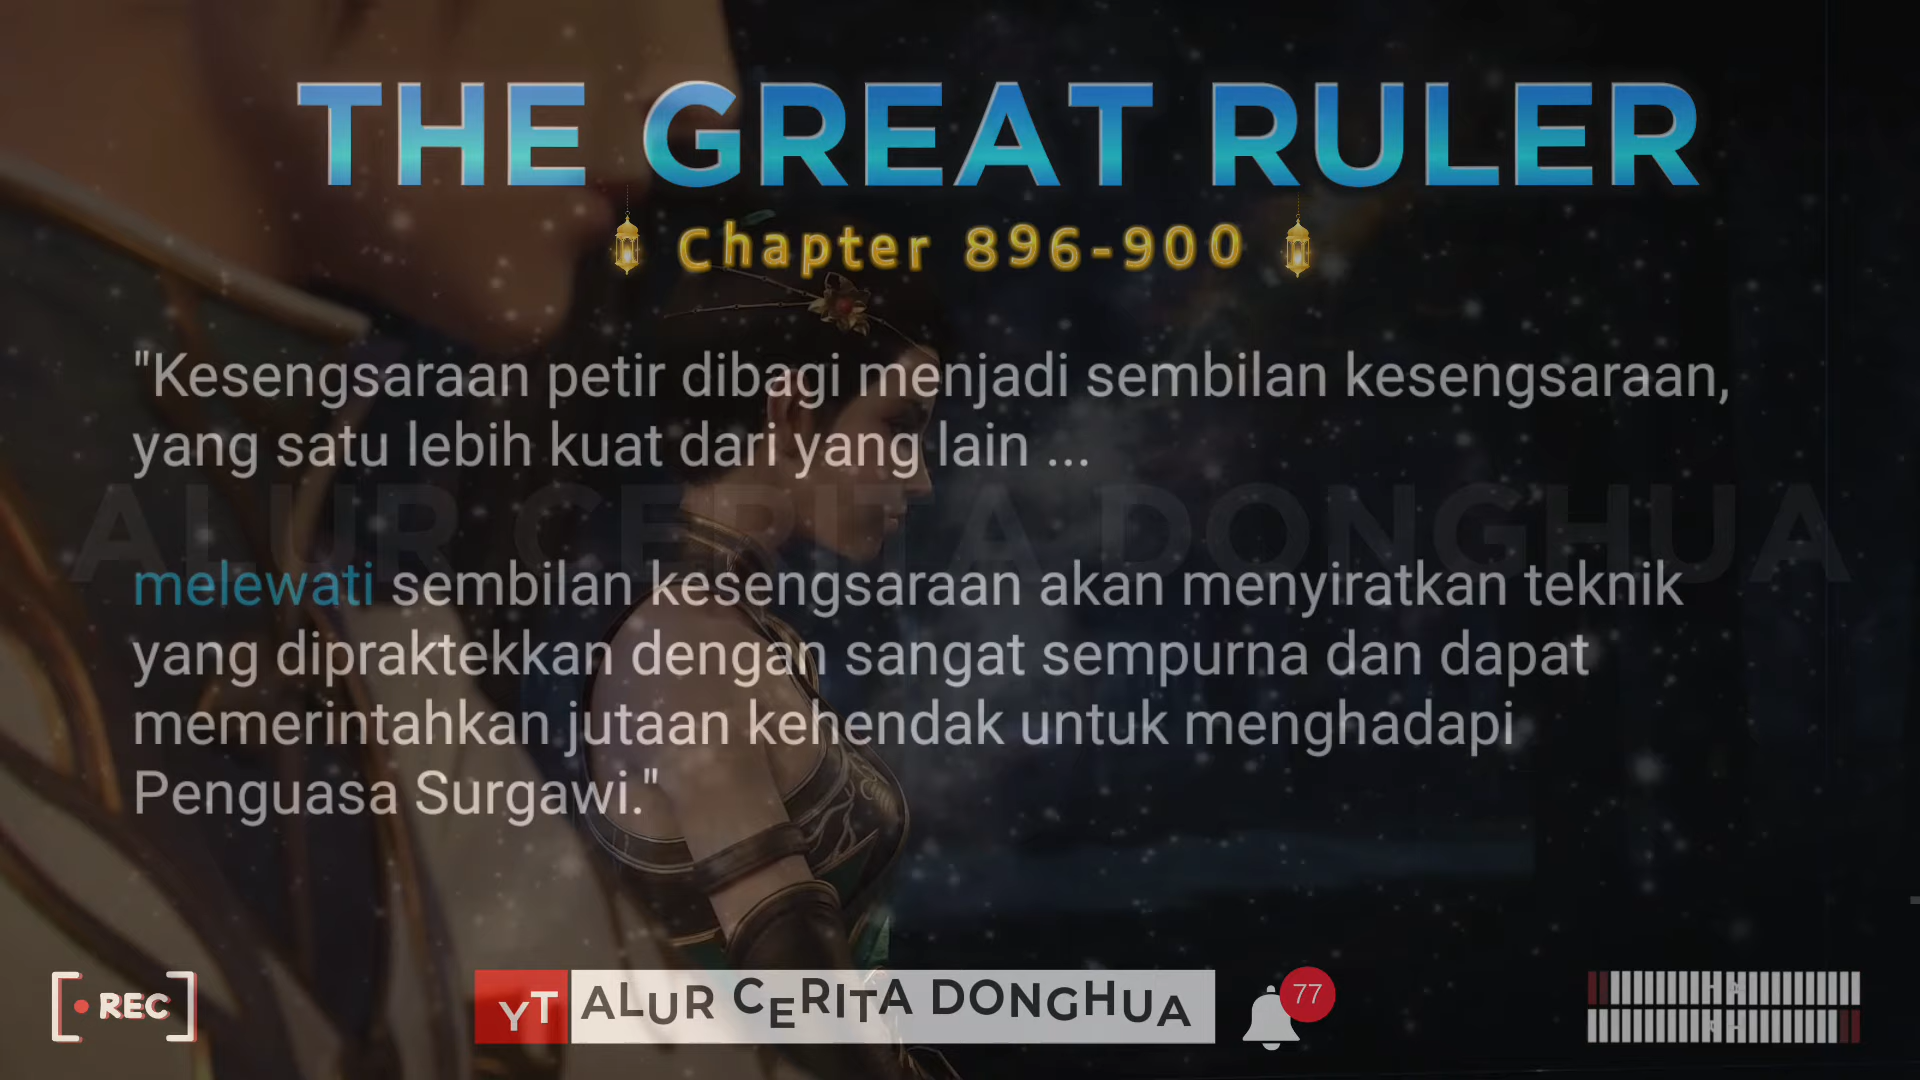 THE GREAT RULER
Chapter 896-900
"Kesengsaraan petir dibagi menjadi sembilan kesengsaraan,
yang satu lebih kuat dari yang lain ...
ALUR CERITA DONGHUA
melewati sembilan kesengsaraan akan menyiratkan teknik
yang dipraktekkan dengan sangat sempurna dan dapat
memerintahkan jutaan kehendak untuk menghadapi
Penguasa Surgawi."
REC
YT ALUR CERITA DONGHUA
77